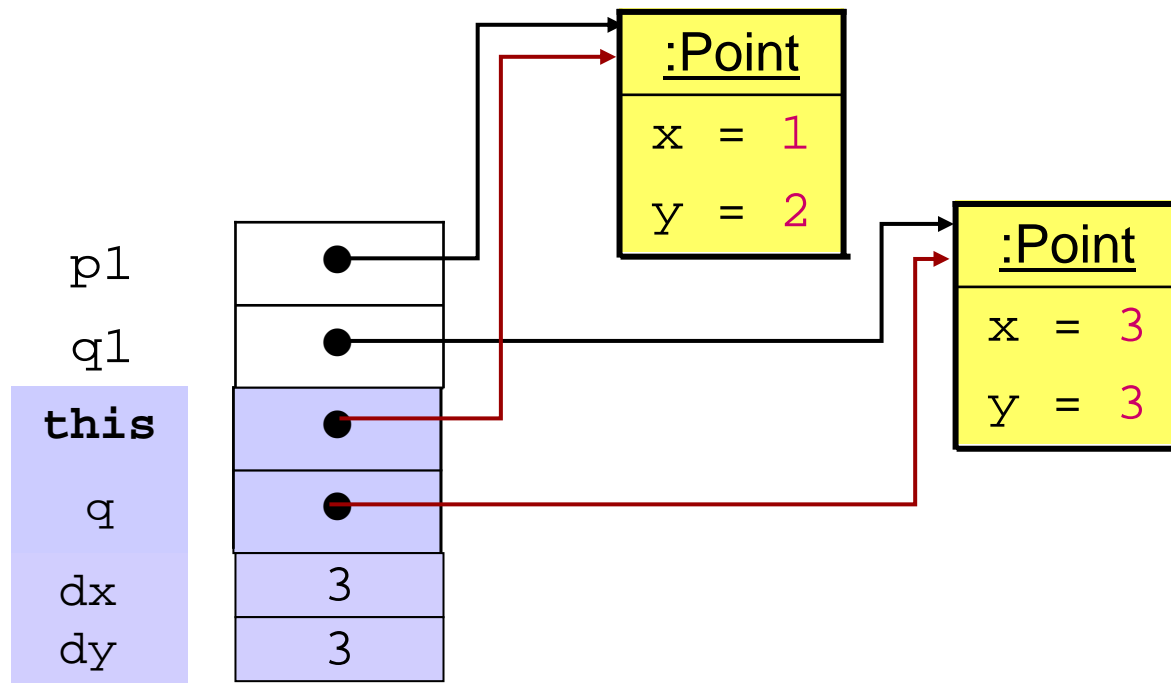 :Point
x = 1
y = 2
:Point
x = 3
y = 3
p1
q1
this
q
dx 3
dy 3